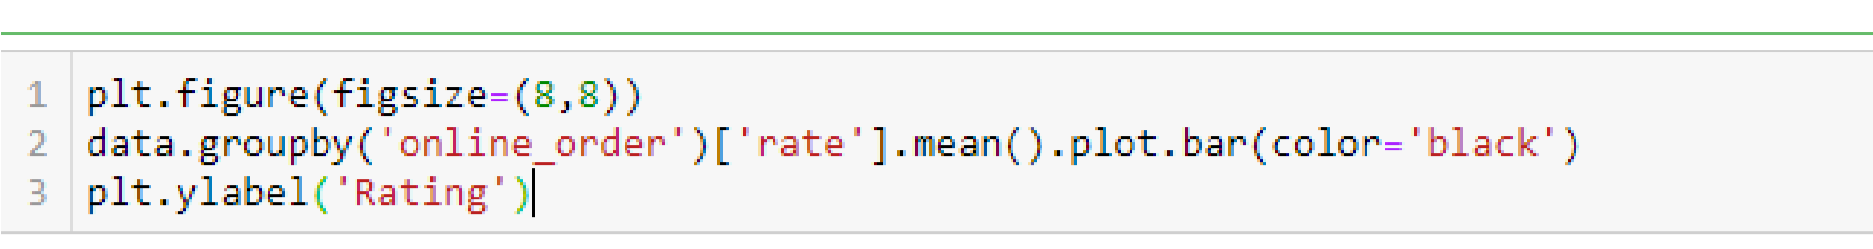 1 plt.figure(figsize=(8,8))
2 data.groupby('online_order')['rate'].mean().plot.bar(color='black')
3 plt.ylabel('Rating')